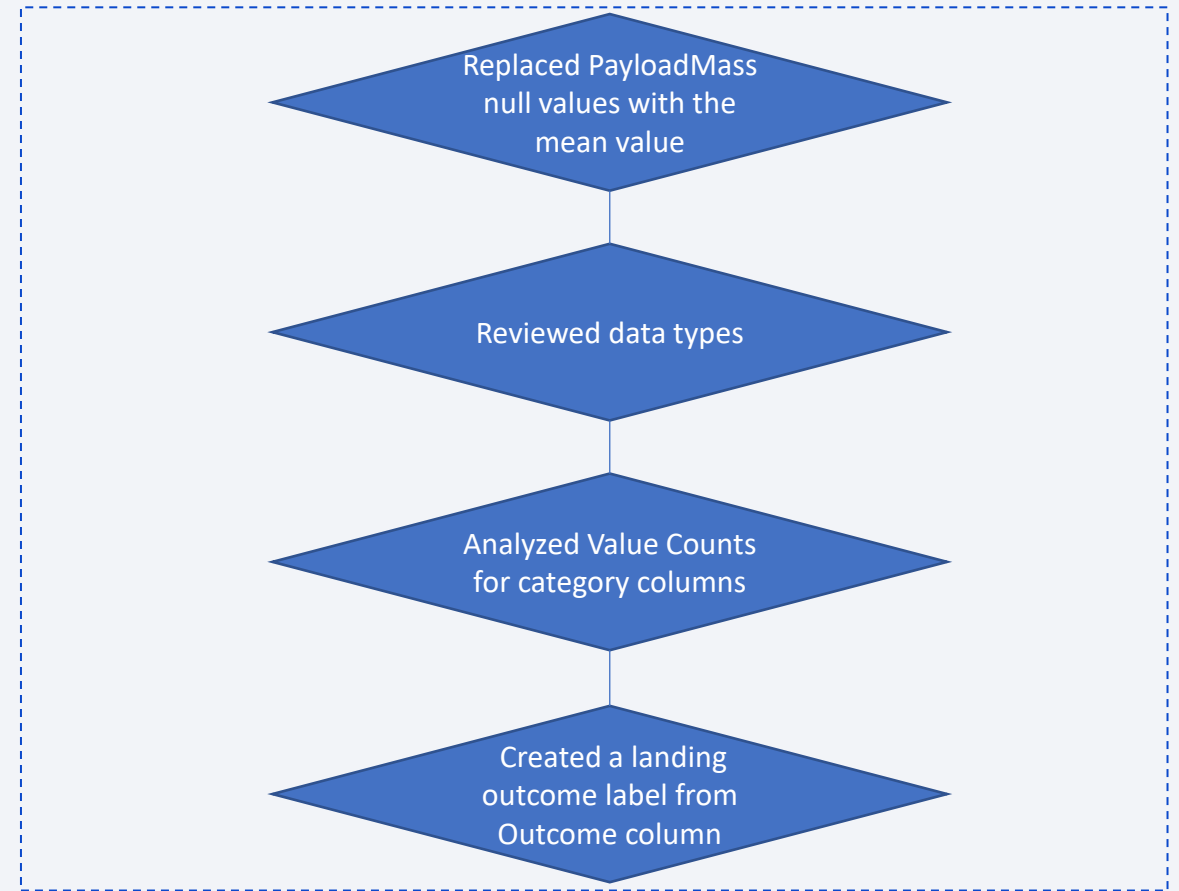 Replaced PayloadMass
null values with the
mean value
Reviewed data types
Analyzed Value Counts
for category columns
Created a landing
outcome label from
Outcome column